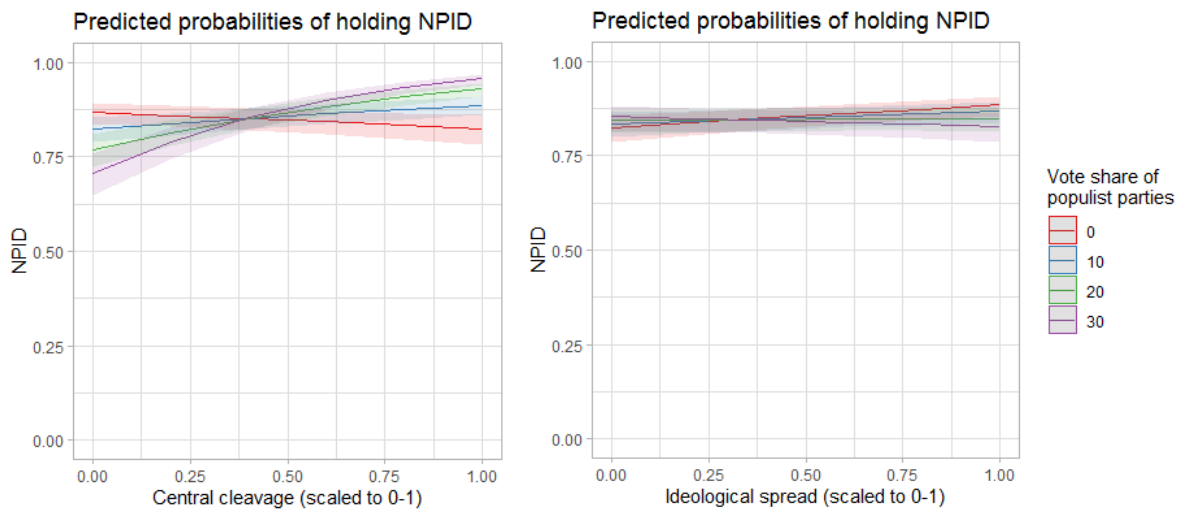 Predicted probabilities of holding NPID
NPID
1.00
0.75
0.50
0.25
0.00
0.00 0.25 0.50 0.75 1.00
Central cleavage (scaled to 0-1)
Predicted probabilities of holding NPID
NPID
1.00
0.75
0.50
0.25
0.00
0.00 0.25 0.50 0.75 1.00
Ideological spread (scaled to 0-1)
Vote share of
populist parties
0
10
20
30